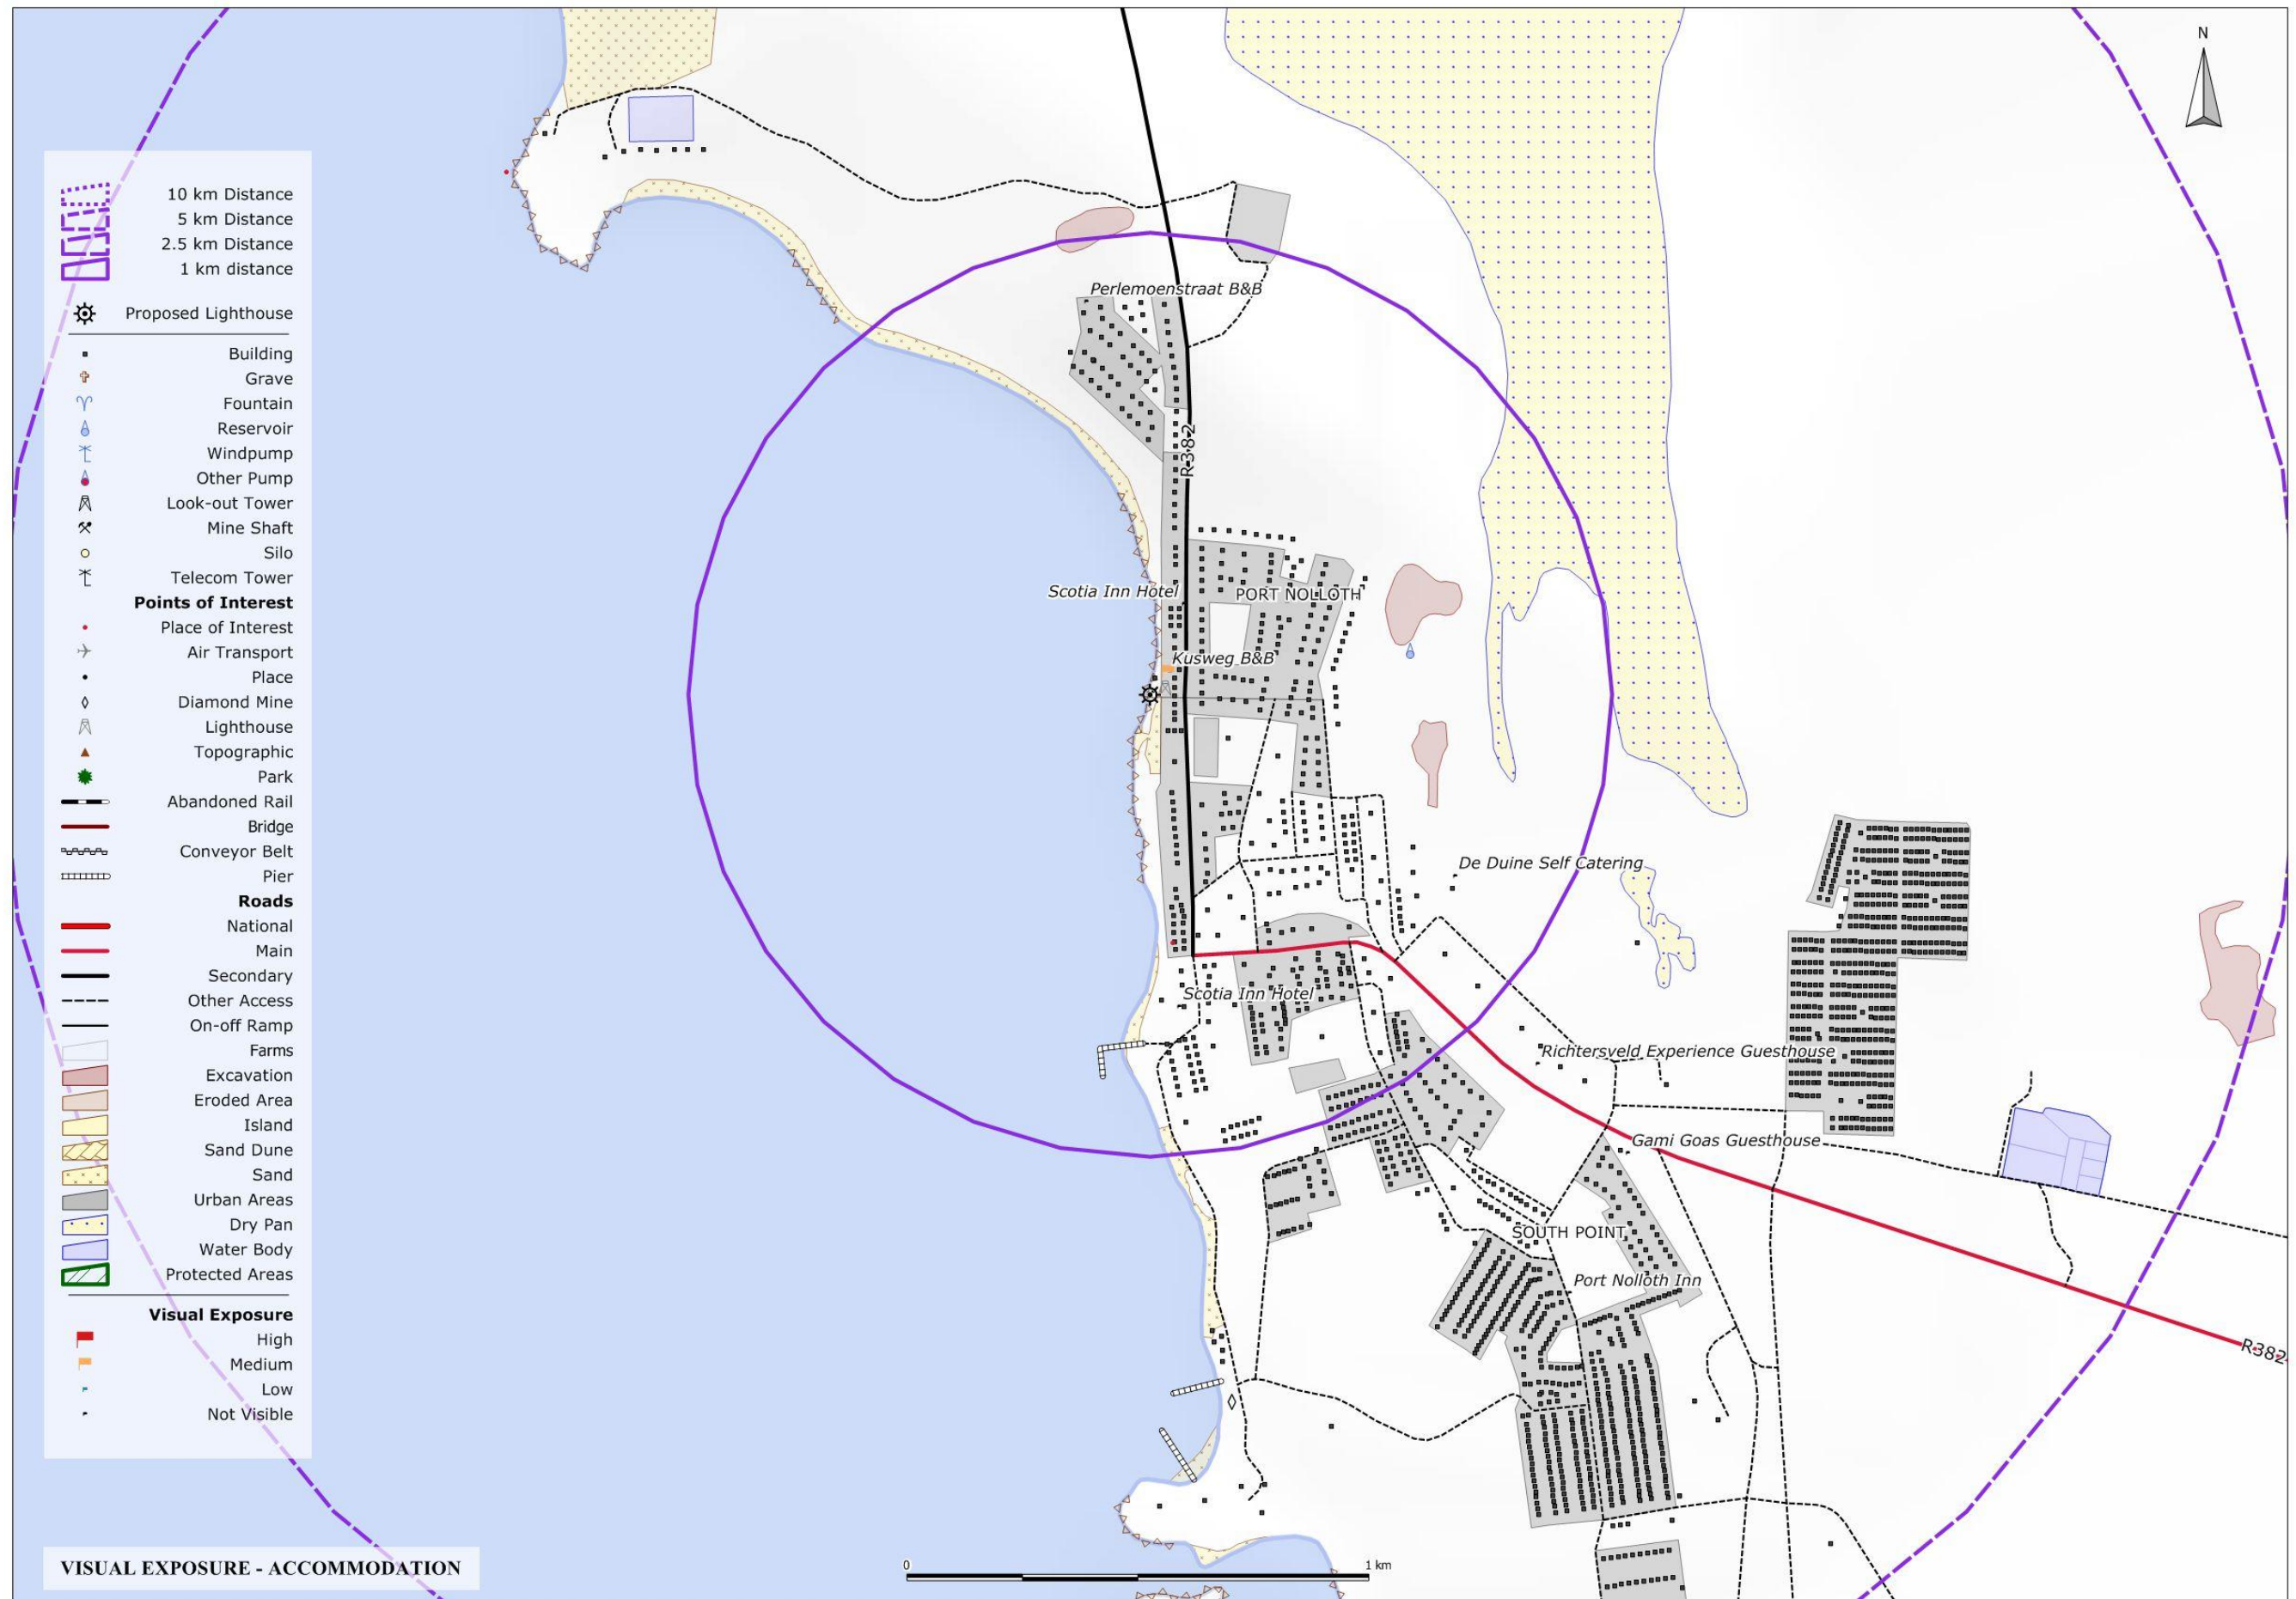 N
10 km Distance
5 km Distance
2.5 km Distance
1 km distance
Proposed Lighthouse
Building
Grave
Fountain
Reservoir
Windpump
Other Pump
Look-out Tower
Mine Shaft
Silo
Telecom Tower
Points of Interest
Place of Interest
Air Transport
Place
Diamond Mine
Lighthouse
Topographic
Park
Abandoned Rail
Bridge
Conveyor Belt
Pier
Roads
National
Main
Secondary
Other Access
On-off Ramp
Farms
Excavation
Eroded Area
Island
Sand Dune
Sand
Urban Areas
Dry Pan
Water Body
Protected Areas
Visual Exposure
High
Medium
Low
Not Visible
VISUAL EXPOSURE - ACCOMMODATION
Perlemoenstraat B&B
R382
Scotia Inn Hotel
PORT NOLLOTH
Kusweg B&B
De Duine Self Catering
Scotia Inn Hotel
Richtersveld Experience Guesthouse
Gami Goas Guesthouse
SOUTH POINT
Port Nolloth Inn
R382
0 1 km